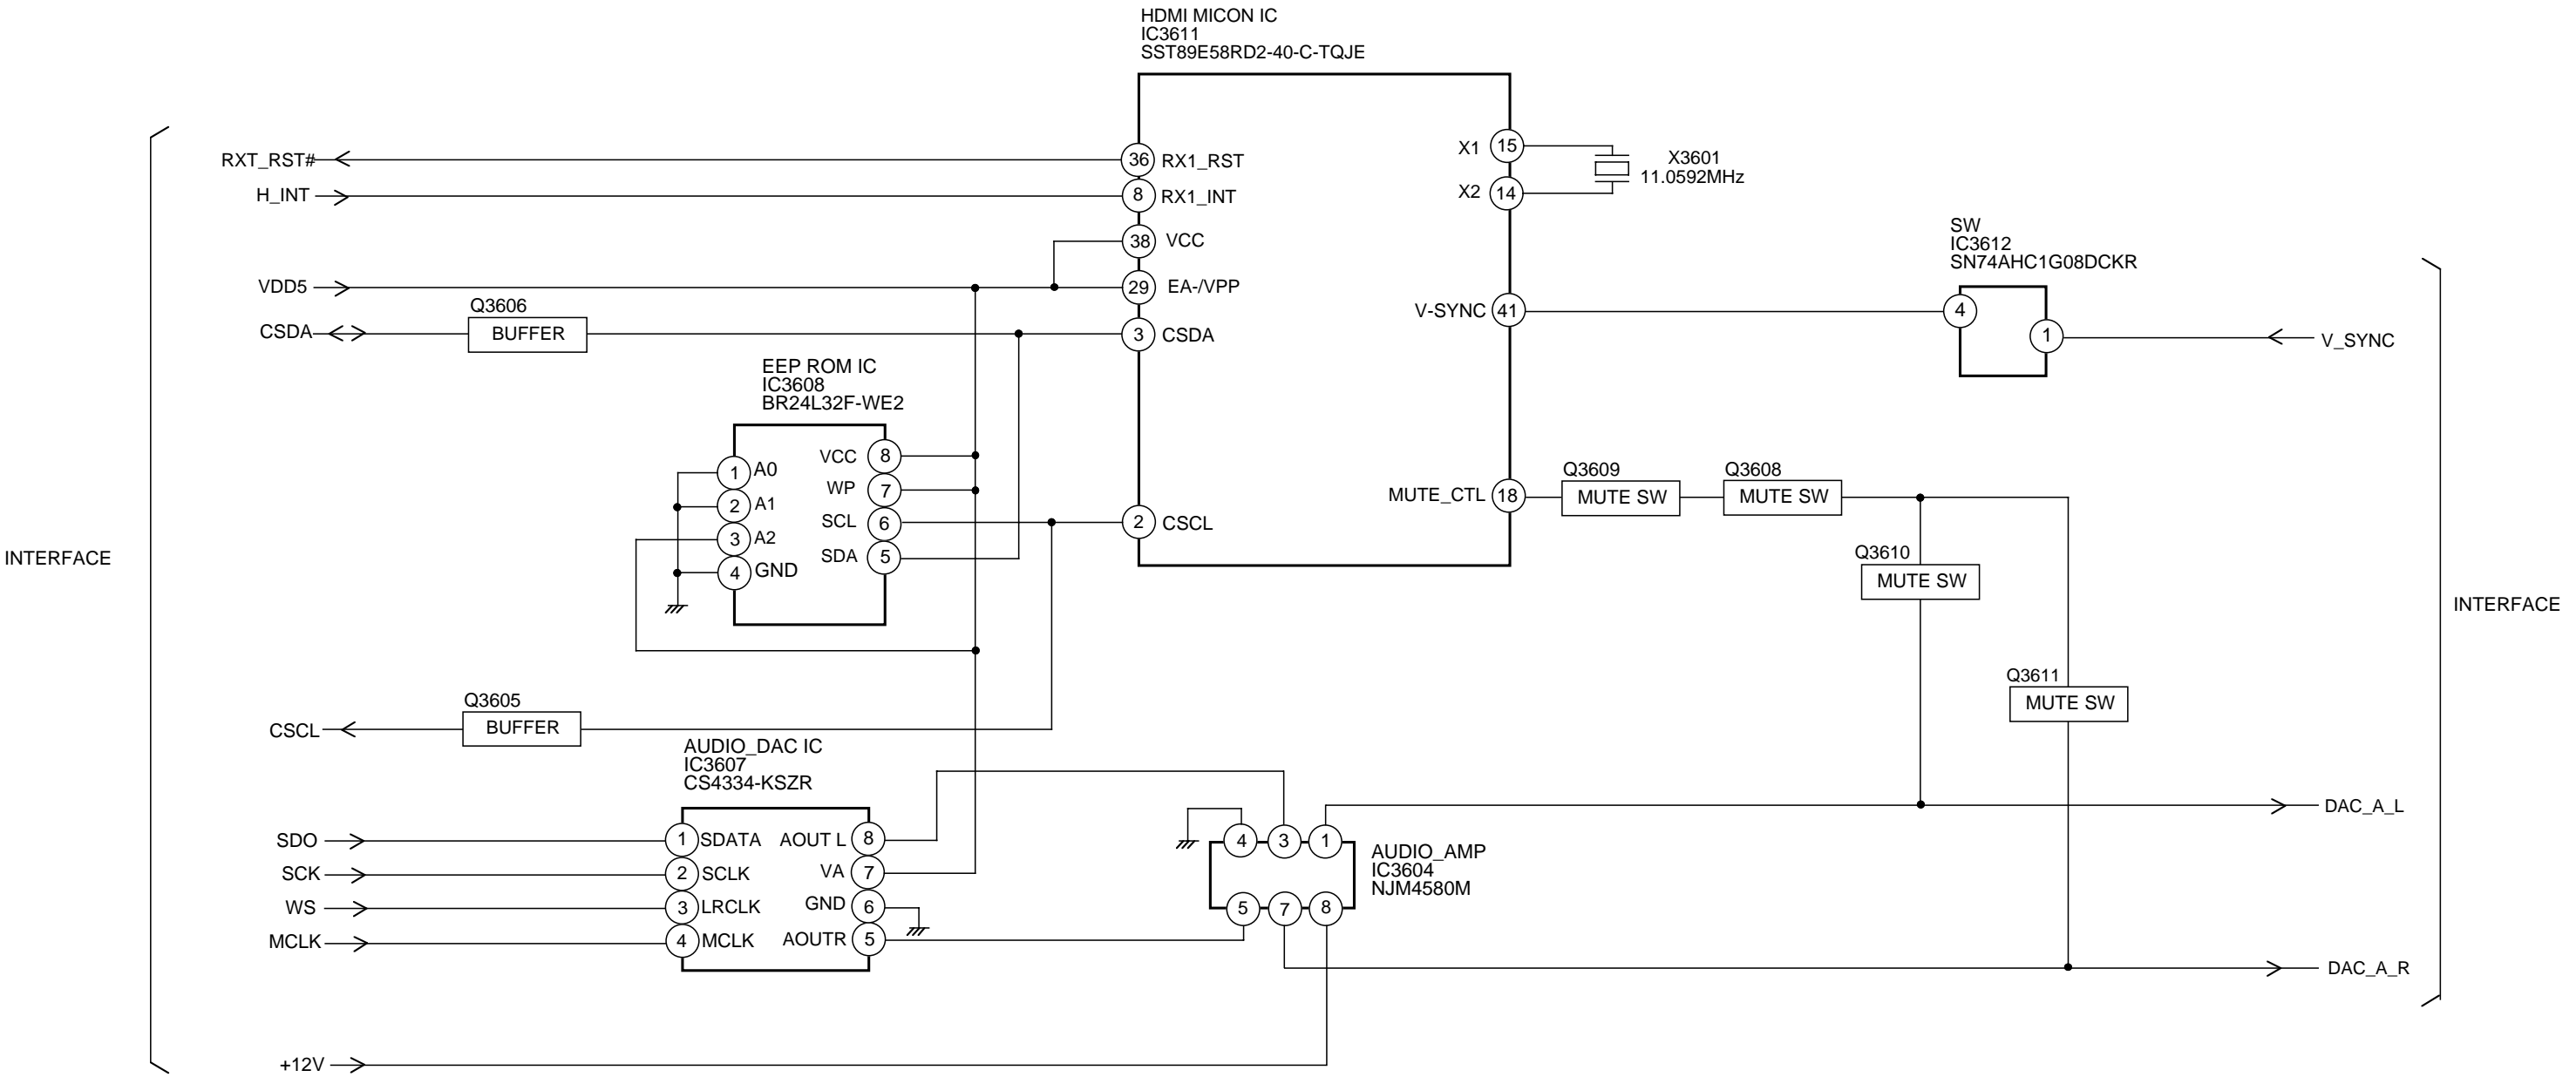 HDMI MICON IC
IC3611
SST89E58RD2-40-C-TQJE
RXT_RST#
36
RX1_RST
H_INT
8
RX1_INT
38
VCC
VDD5
29
EA-/VPP
Q3606
CSDA
BUFFER
3
CSDA
X1
15
X2
14
X3601
11.0592MHz
V-SYNC
41
SW
IC3612
SN74AHC1G08DCKR
4
1
V_SYNC
EEP ROM IC
IC3608
BR24L32F-WE2
1
A0
VCC
8
2
A1
WP
7
3
A2
SCL
6
4
GND
SDA
5
2
CSCL
MUTE_CTL
18
Q3609
MUTE SW
Q3608
MUTE SW
Q3610
MUTE SW
Q3611
MUTE SW
INTERFACE
INTERFACE
Q3605
CSCL
BUFFER
AUDIO_DAC IC
IC3607
CS4334-KSZR
SDO
1
SDATA
AOUT L
8
SCK
2
SCLK
VA
7
WS
3
LRCLK
GND
6
MCLK
4
MCLK
AOUTR
5
4
3
1
5
7
8
AUDIO_AMP
IC3604
NJM4580M
DAC_A_L
DAC_A_R
+12V